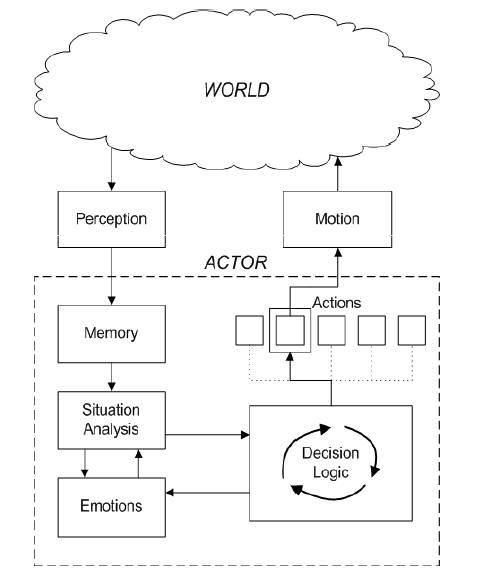 WORLD
Perception
Motion
ACTOR
Actions
Memory
Situation
Analysis
Decision
Logic
Emotions